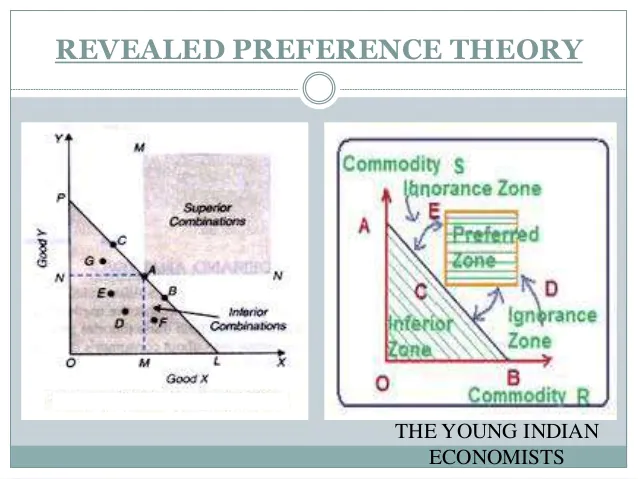 REVEALED PREFERENCE THEORY
Y
M
P
Superior
Combinations
Good Y
C
G
A
N
N
E
B
D
F
Inferior
Combinations
O
M
L
X
Good X
Commodity S
Ignorance Zone
E
A
Preferred
Zone
C
D
Inferior
Zone
Ignorance
Zone
O
B
Commodity R
THE YOUNG INDIAN
ECONOMISTS